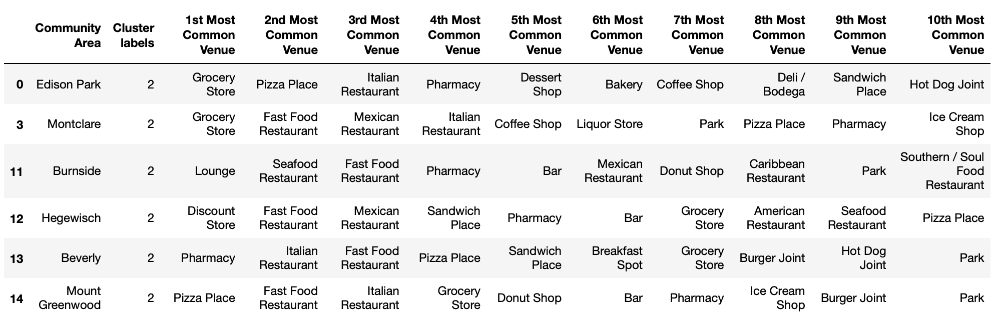 Community Area Cluster labels 1st Most Common Venue 2nd Most Common Venue 3rd Most Common Venue 4th Most Common Venue 5th Most Common Venue 6th Most Common Venue 7th Most Common Venue 8th Most Common Venue 9th Most Common Venue 10th Most Common Venue
0 Edison Park 2 Grocery Store Pizza Place Italian Restaurant Pharmacy Dessert Shop Bakery Coffee Shop Deli / Bodega Sandwich Place Hot Dog Joint
3 Montclare 2 Grocery Store Fast Food Restaurant Mexican Restaurant Italian Restaurant Coffee Shop Liquor Store Park Pizza Place Pharmacy Ice Cream Shop
11 Burnside 2 Lounge Seafood Restaurant Fast Food Restaurant Pharmacy Bar Mexican Restaurant Donut Shop Caribbean Restaurant Park Southern / Soul Food Restaurant
12 Hegewisch 2 Discount Store Fast Food Restaurant Mexican Restaurant Sandwich Place Pharmacy Bar Grocery Store American Restaurant Seafood Restaurant Pizza Place
13 Beverly 2 Pharmacy Italian Restaurant Fast Food Restaurant Pizza Place Sandwich Place Breakfast Spot Grocery Store Burger Joint Hot Dog Joint Park
14 Mount Greenwood 2 Pizza Place Fast Food Restaurant Italian Restaurant Grocery Store Donut Shop Bar Pharmacy Ice Cream Shop Burger Joint Park